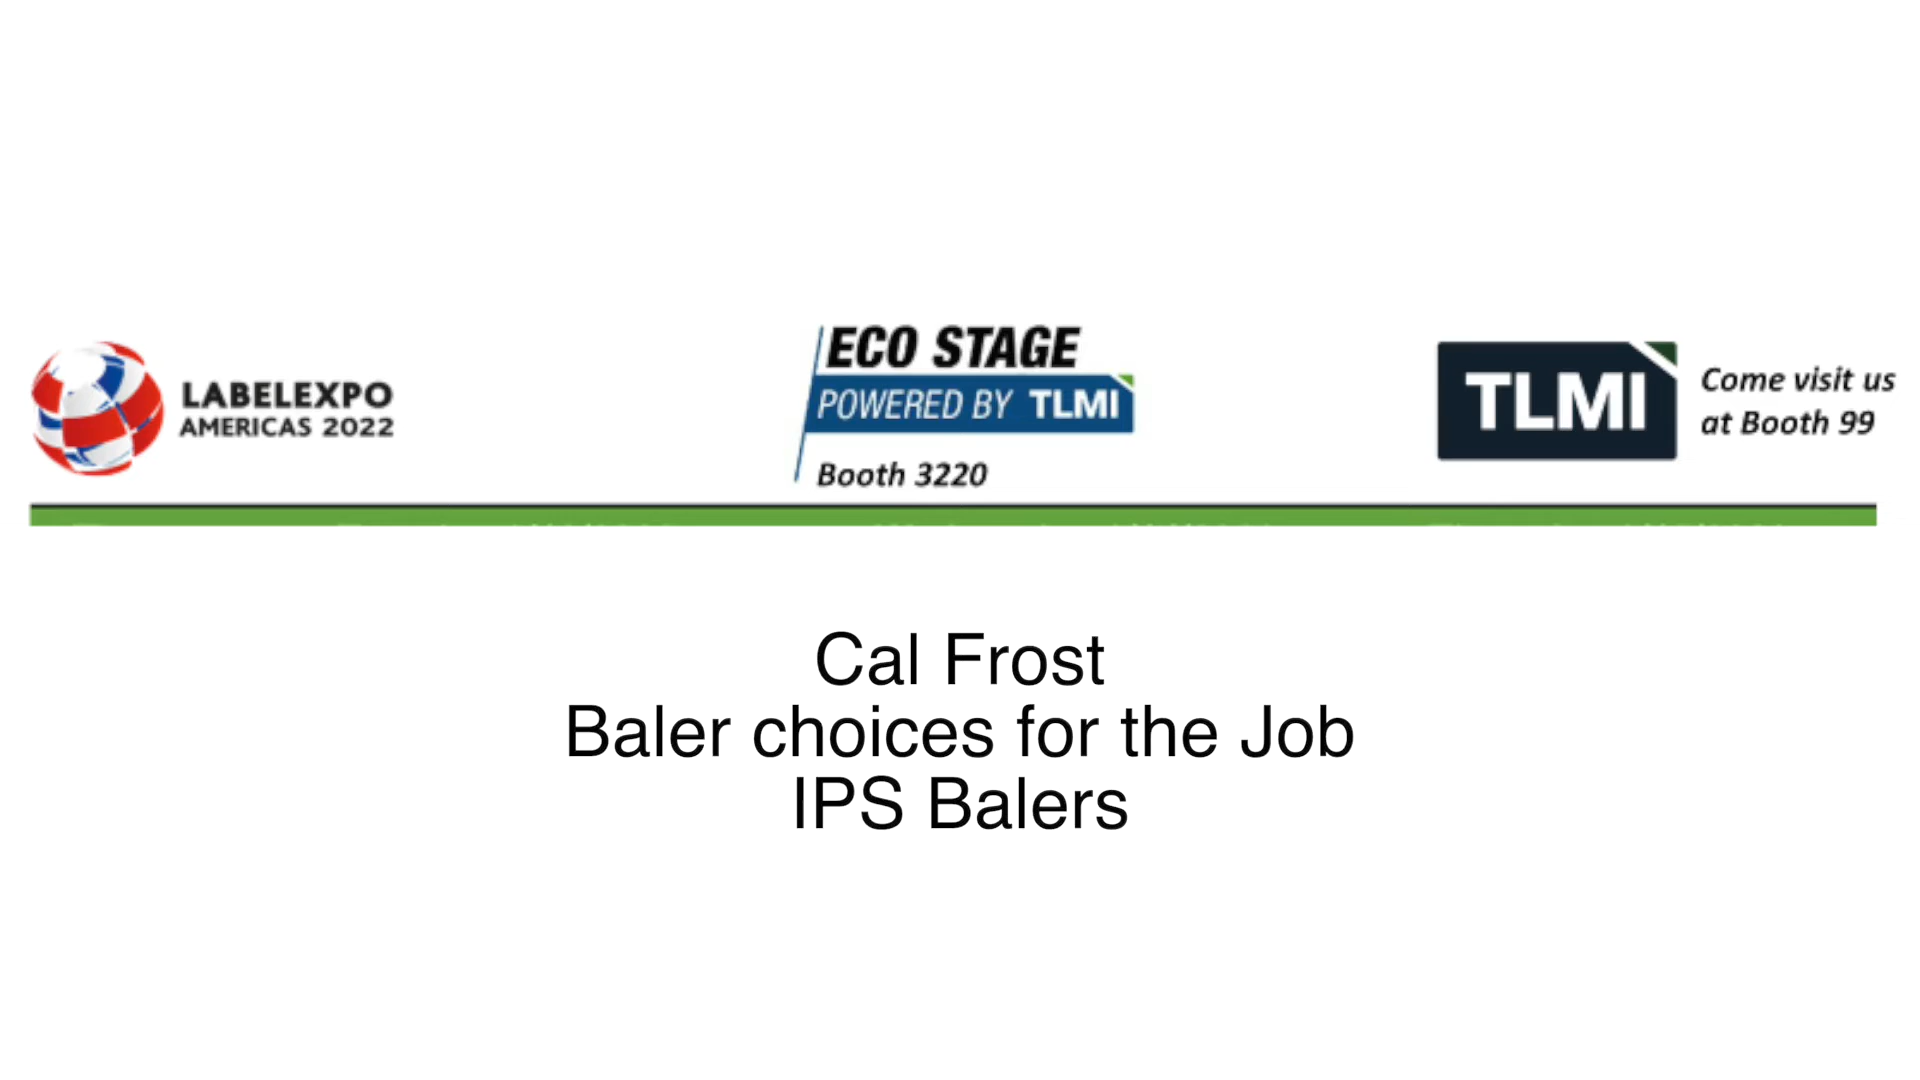 LABELEXPO
AMERICAS 2022
ECO STAGE
POWERED BY TLMI
Booth 3220
TLMI
Come visit us
at Booth 99
Cal Frost
Baler choices for the Job
IPS Balers